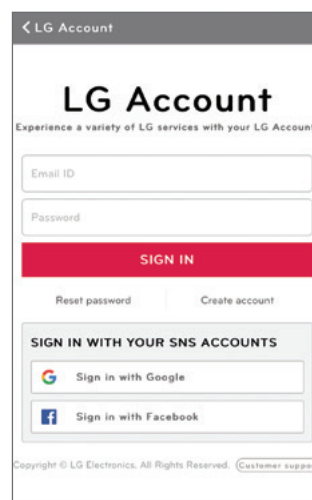 LG Account
LG Account
Experience a variety of LG services with your LG Account
Email ID
Password
SIGN IN
Reset password Create account
SIGN IN WITH YOUR SNS ACCOUNTS
Sign in with Google
Sign in with Facebook
Copyright © LG Electronics. All Rights Reserved. Customer suppo